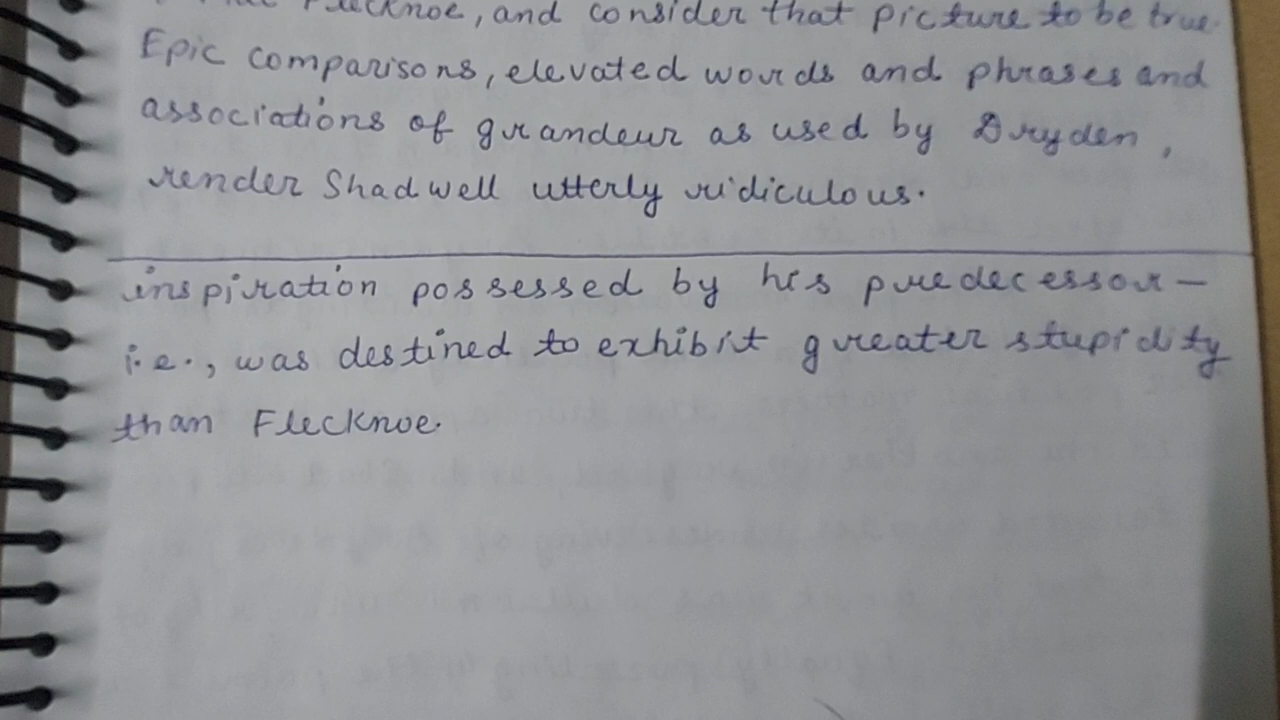 Flecknoe, and consider that picture to be true.
Epic comparisons, elevated words and phrases and
associations of grandeur as used by Dryden,
render Shadwell utterly ridiculous.
inspiration possessed by his predecessor-
i.e., was destined to exhibit greater stupidity
than Flecknoe.